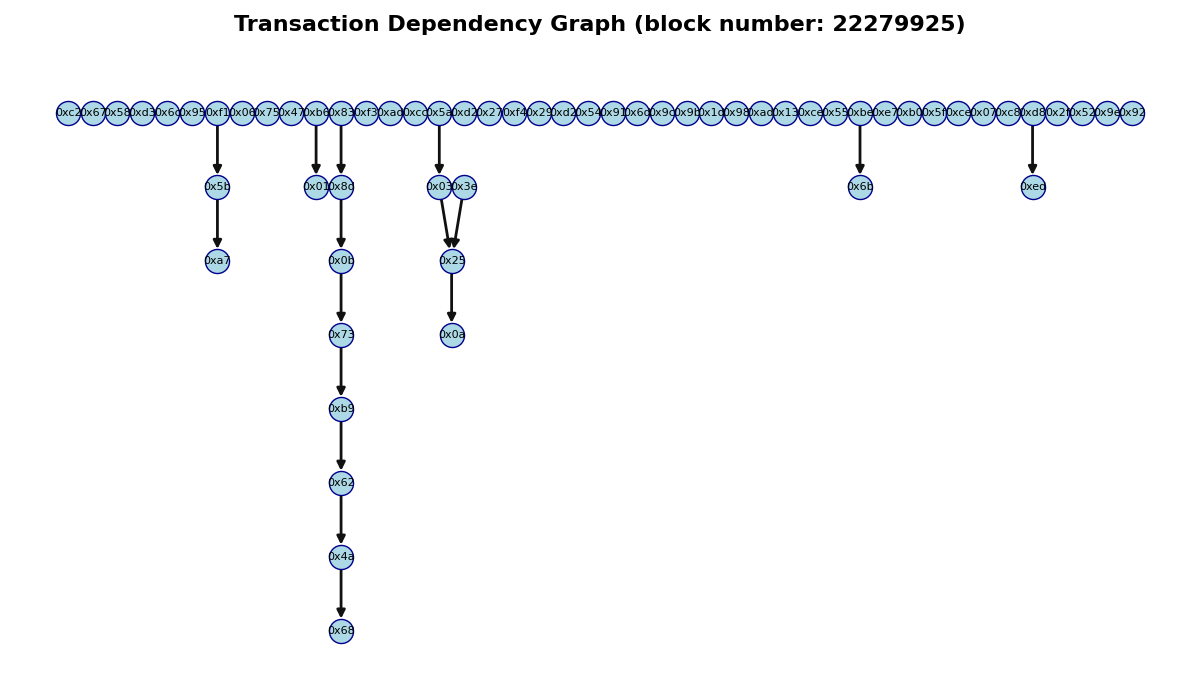 Transaction Dependency Graph (block number: 22279925)
0xc2 0x67 0x58 0xd3 0x6c 0x95 0xf1 0x06 0x75 0x47 0xb6 0x83 0xf3 0xad 0xcc 0x5a 0xd2 0x27 0xf4 0x29 0xd2 0x54 0x91 0x6c 0x9c 0x9b 0x1c 0x98 0xac 0x13 0xce 0x55 0xbe 0xe7 0xb0 0x5f 0xce 0x07 0xc8 0xd8 0x2f 0x52 0x9e 0x92
0x5b 0x01 0x8d 0x03 0x3e 0x6b 0xed
0xa7 0x0b 0x25
0x73 0x0a
0xb9
0x62
0x4a
0x68